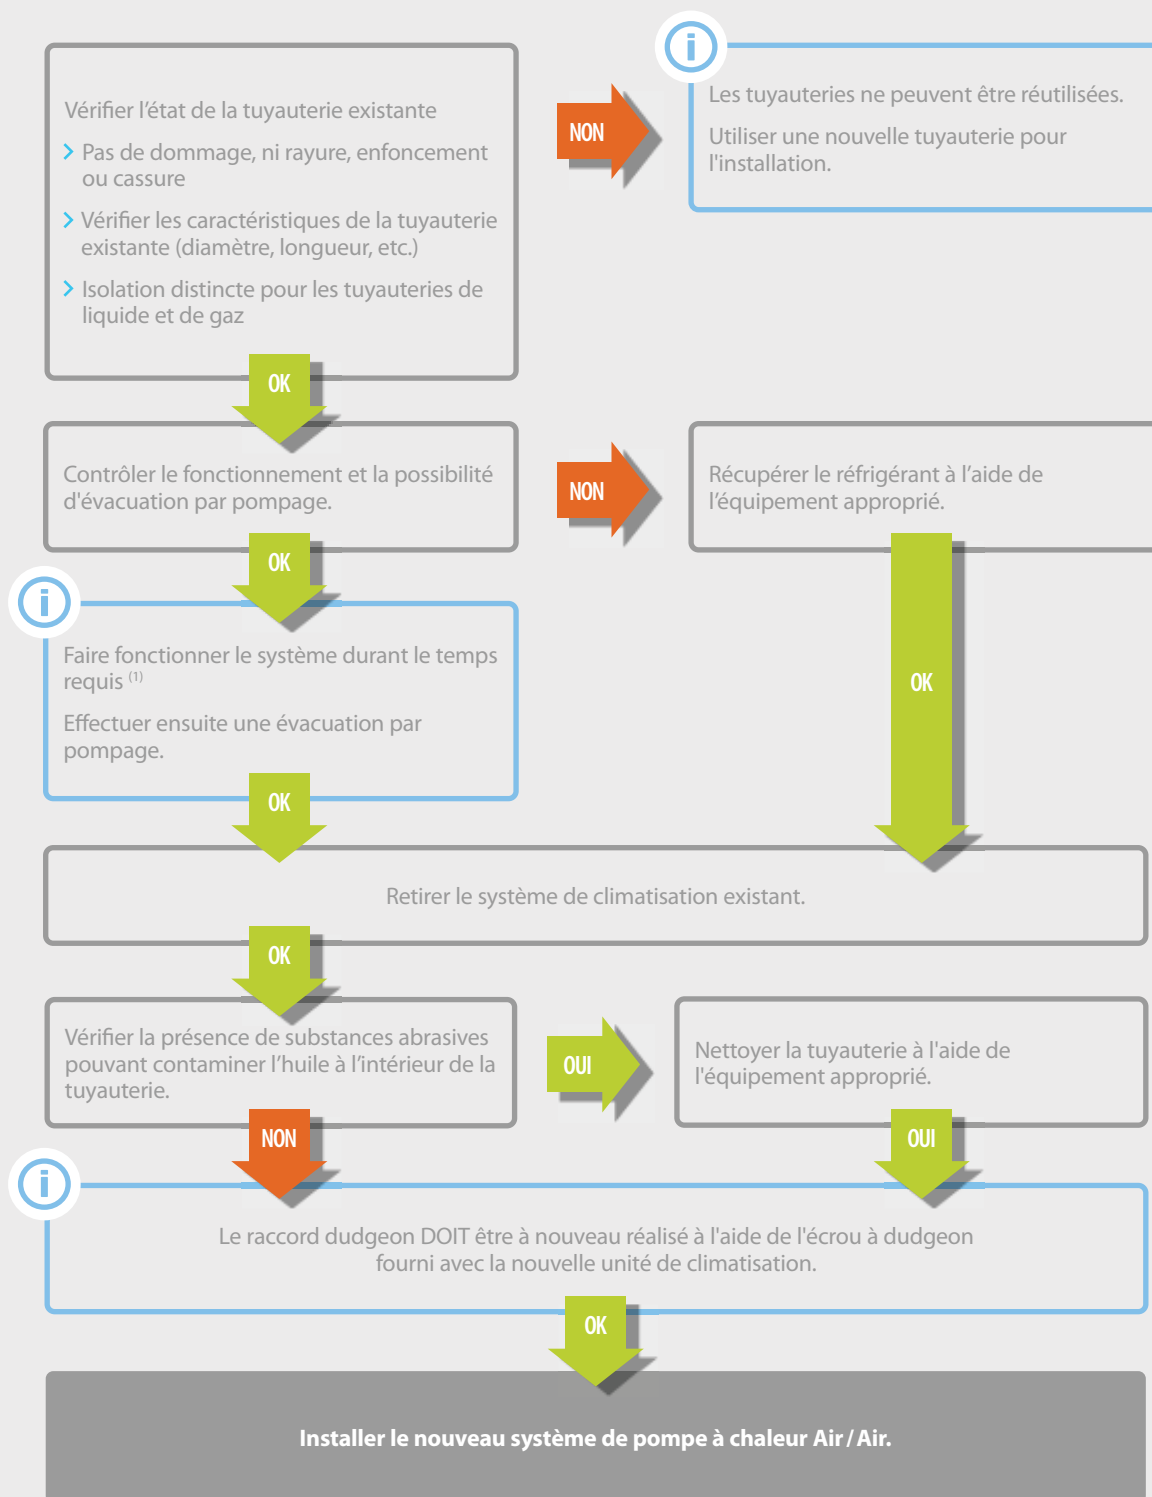 Vérifier l'état de la tuyauterie existante
> Pas de dommage, ni rayure, enfoncement
ou cassure
> Vérifier les caractéristiques de la tuyauterie
existante (diamètre, longueur, etc.)
> Isolation distincte pour les tuyauteries de
liquide et de gaz
NON
i
Les tuyauteries ne peuvent être réutilisées.
Utiliser une nouvelle tuyauterie pour
l'installation.
OK
Contrôler le fonctionnement et la possibilité
d'évacuation par pompage.
NON
Récupérer le réfrigérant à l'aide de
l'équipement approprié.
OK
i
Faire fonctionner le système durant le temps
requis (1)
Effectuer ensuite une évacuation par
pompage.
OK
OK
Retirer le système de climatisation existant.
OK
Vérifier la présence de substances abrasives
pouvant contaminer l'huile à l'intérieur de la
tuyauterie.
OUI
Nettoyer la tuyauterie à l'aide de
l'équipement approprié.
NON
OUI
i
Le raccord dudgeon DOIT être à nouveau réalisé à l'aide de l'écrou à dudgeon
fourni avec la nouvelle unité de climatisation.
OK
Installer le nouveau système de pompe à chaleur Air / Air.